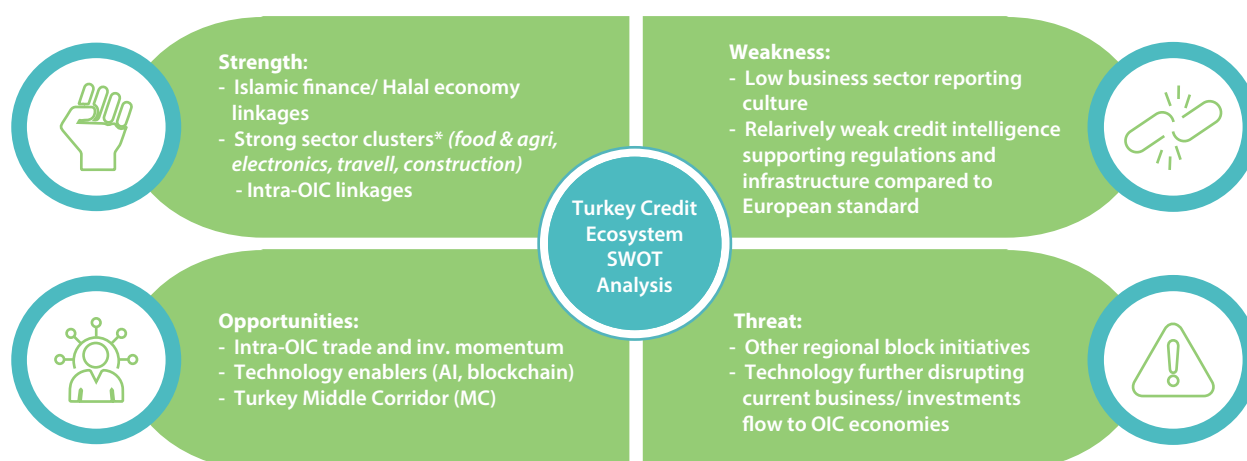 Strength:
- Islamic finance/ Halal economy
linkages
- Strong sector clusters* (food & agri,
electronics, travell, construction)
- Intra-OIC linkages
Weakness:
- Low business sector reporting
culture
- Relarively weak credit intelligence
supporting regulations and
infrastructure compared to
European standard
Turkey Credit
Ecosystem
SWOT
Analysis
Opportunities:
- Intra-OIC trade and inv. momentum
- Technology enablers (AI, blockchain)
- Turkey Middle Corridor (MC)
Threat:
- Other regional block initiatives
- Technology further disrupting
current business/ investments
flow to OIC economies